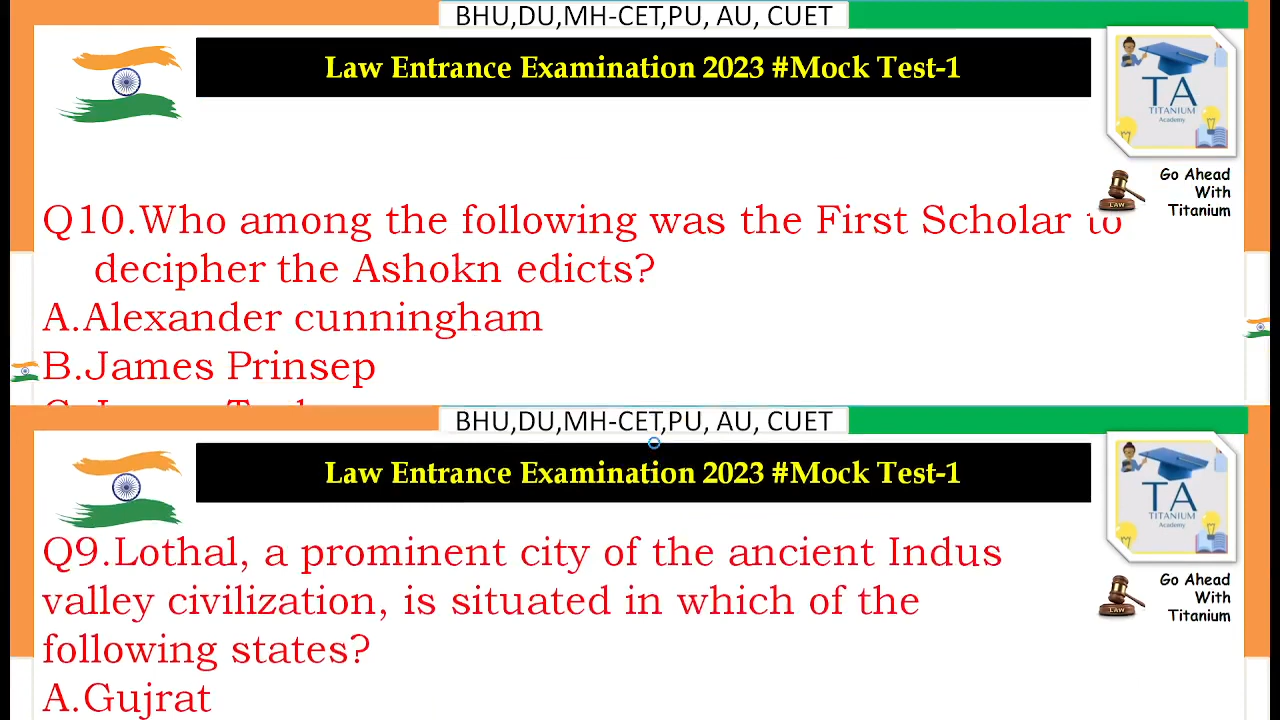 BHU,DU,MH-CET,PU, AU, CUET
Law Entrance Examination 2023 #Mock Test-1
TA
TITANIUM
Academy
LAW
Go Ahead
With
Titanium
Q10.Who among the following was the First Scholar to
decipher the Ashokn edicts?
A.Alexander cunningham
B.James Prinsep
BHU,DU,MH-CET,PU, AU, CUET
Law Entrance Examination 2023 #Mock Test-1
TA
TITANIUM
Academy
LAW
Go Ahead
With
Titanium
Q9.Lothal, a prominent city of the ancient Indus
valley civilization, is situated in which of the
following states?
A.Gujrat